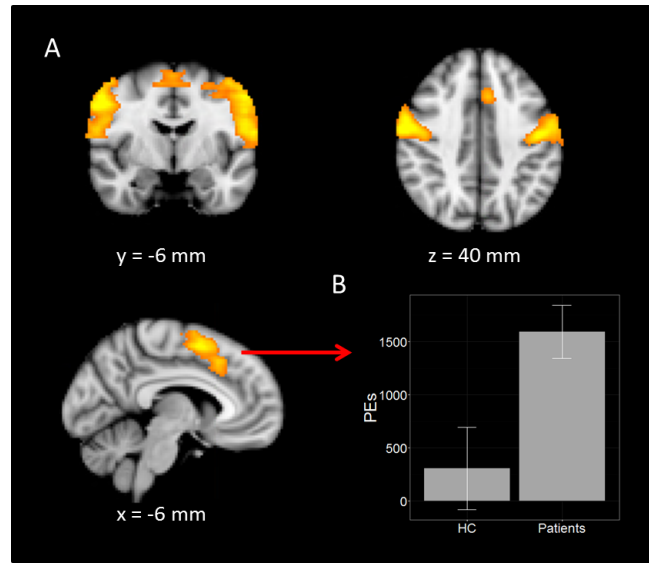 A
y = -6 mm
z = 40 mm
x = -6 mm
B
PEs
1500
1000
500
0
HC
Patients